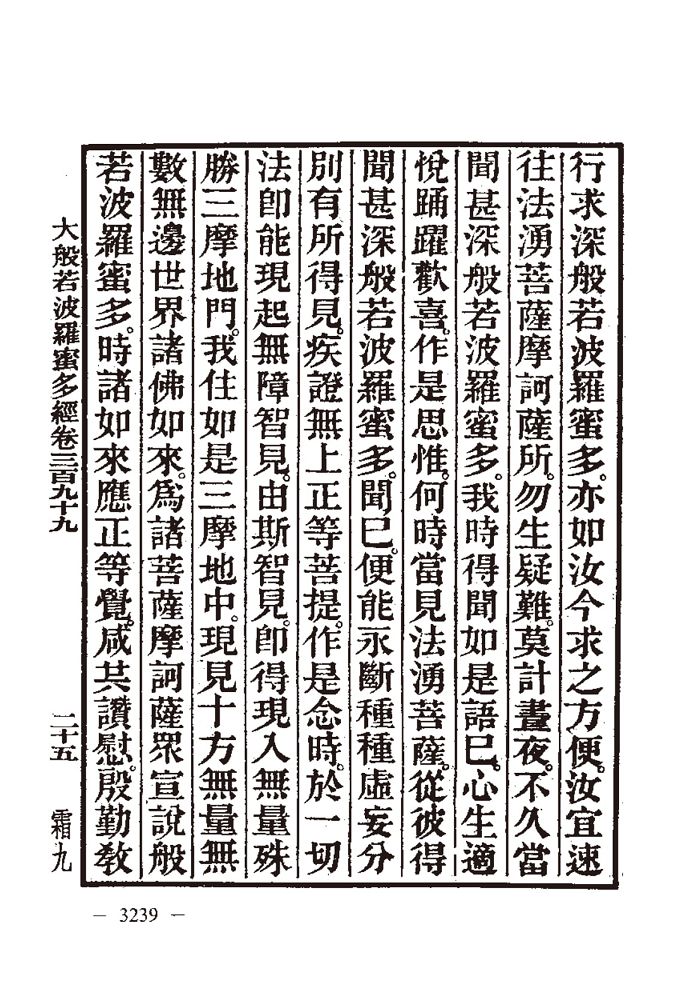 行求深般若波羅蜜多。亦如汝今求之方便。汝宜速
往法湧菩薩摩訶薩所。勿生疑難。莫計晝夜。不久當
聞甚深般若波羅蜜多。我時得聞如是語已。心生適
悅踊躍歡喜。作是思惟。何時當見法湧菩薩。從彼得
聞甚深般若波羅蜜多。聞已。便能永斷種種虛妄分
別有所得見。疾證無上正等菩提。作是念時。於一切
法卽能現起無障智見。由斯智見。卽得現入無量殊
勝三摩地門。我住如是三摩地中。現見十方無量無
數無邊世界諸佛如來。爲諸菩薩摩訶薩眾宣說般
若波羅蜜多。時諸如來應正等覺。咸共讚慰。殷勤敎
大般若波羅蜜多經卷三百九十九 二十五 霜九
— 3239 —